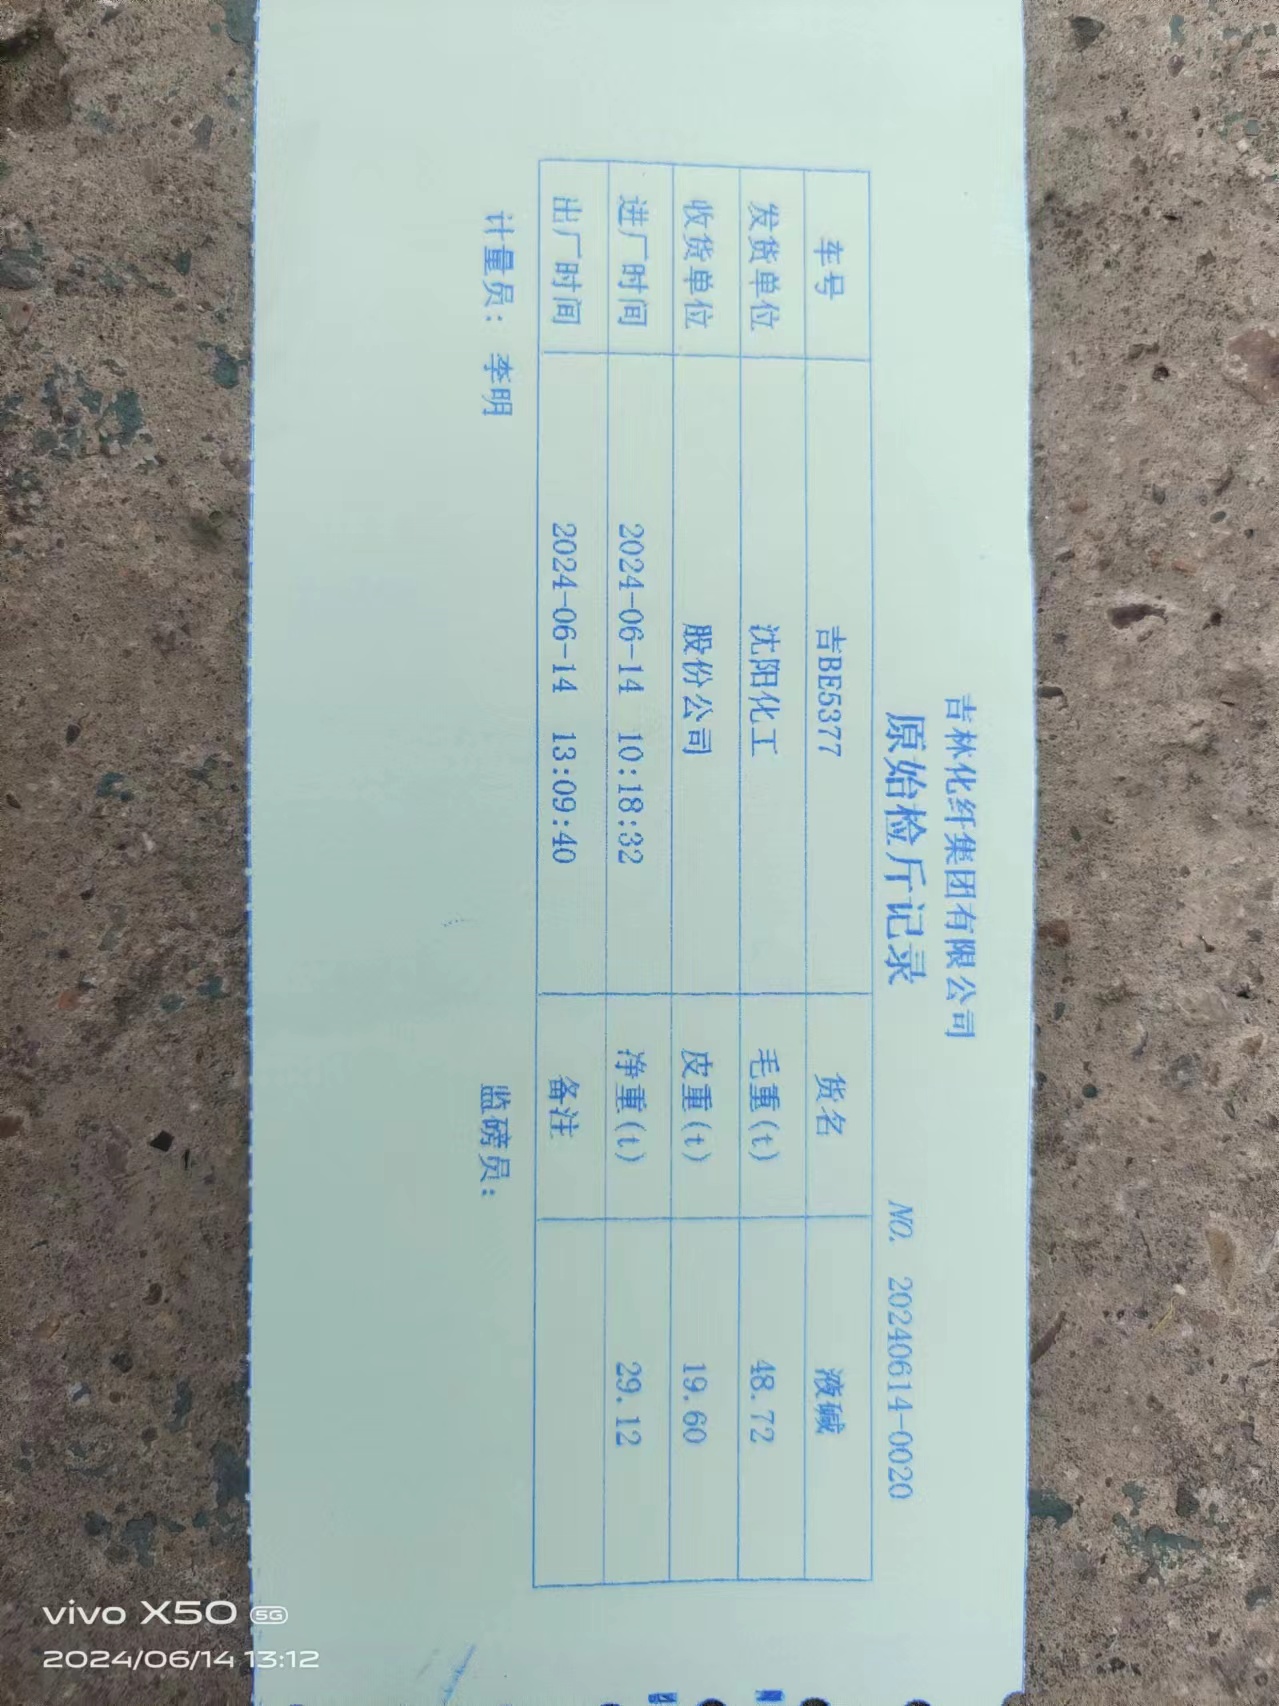 吉林化纤集团有限公司
原始检斤记录
NO. 20240614-0020
车号 吉BE5377 货名 液碱
发货单位 沈阳化工 毛重(t) 48.72
收货单位 股份公司 皮重(t) 19.60
进厂时间 2024-06-14 10:18:32 净重(t) 29.12
出厂时间 2024-06-14 13:09:40 备注
计量员：李明 监磅员：
vivo X50 5G
2024/06/14 13:12